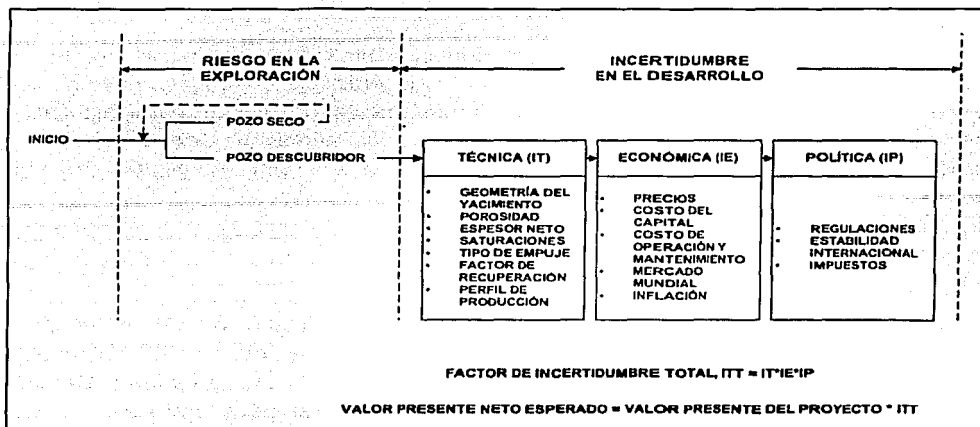 RIESGO EN LA
EXPLORACIÓN
INCERTIDUMBRE
EN EL DESARROLLO
INICIO
POZO SECO
POZO DESCUBRIDOR
TÉCNICA (IT)
• GEOMETRÍA DEL
YACIMIENTO
• POROSIDAD
• ESPESOR NETO
• SATURACIONES
• TIPO DE EMPUJE
• FACTOR DE
RECUPERACIÓN
• PERFIL DE
PRODUCCIÓN
ECONÓMICA (IE)
• PRECIOS
• COSTO DEL
CAPITAL
• COSTO DE
OPERACIÓN Y
MANTENIMIENTO
• MERCADO
MUNDIAL
• INFLACIÓN
POLÍTICA (IP)
• REGULACIONES
• ESTABILIDAD
INTERNACIONAL
• IMPUESTOS
FACTOR DE INCERTIDUMBRE TOTAL, ITT = IT*IE*IP
VALOR PRESENTE NETO ESPERADO = VALOR PRESENTE DEL PROYECTO * ITT